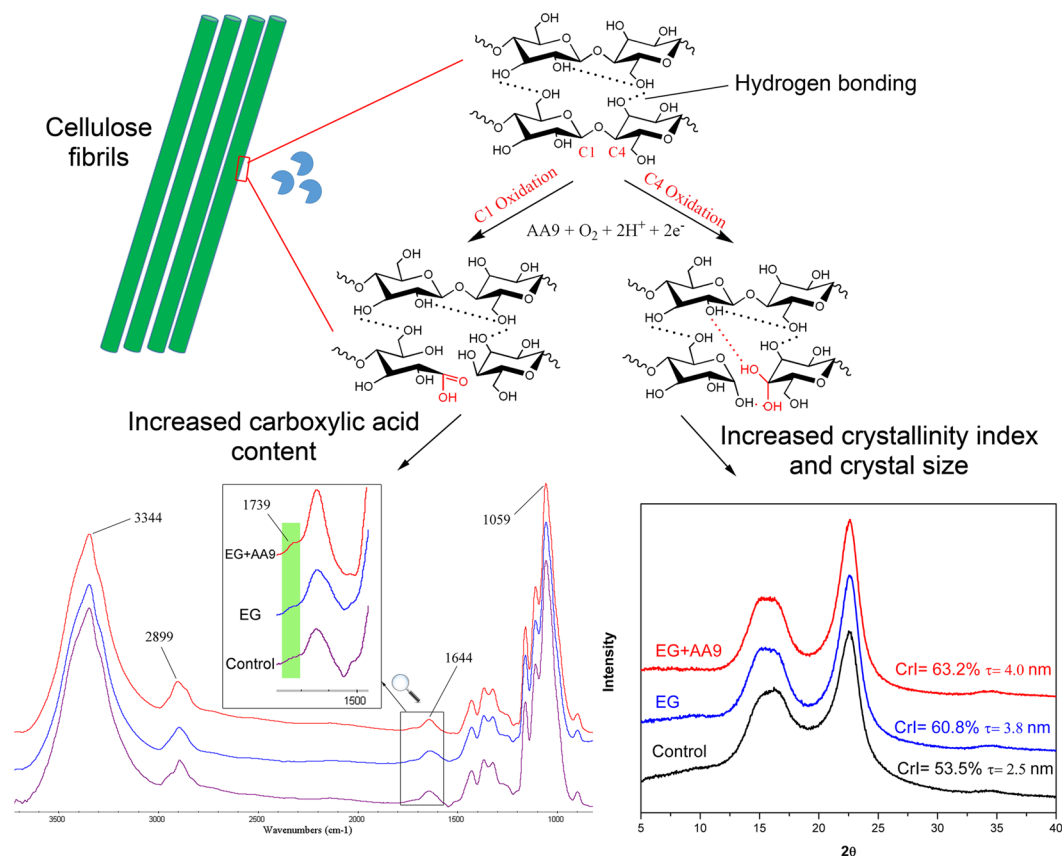 Cellulose
fibrils
Hydrogen bonding
C1 C4
C1 Oxidation
C4 Oxidation
AA9 + O₂ + 2H⁺ + 2e⁻
Increased carboxylic acid
content
Increased crystallinity index
and crystal size
3344
2899
1739
EG+AA9
EG
Control
1500
1644
1059
3500
3000
2500
2000
1500
1000
Wavenumbers (cm-1)
Intensity
EG+AA9
CrI= 63.2% τ= 4.0 nm
EG
CrI= 60.8% τ= 3.8 nm
Control
CrI= 53.5% τ= 2.5 nm
5 10 15 20 25 30 35 40
2θ